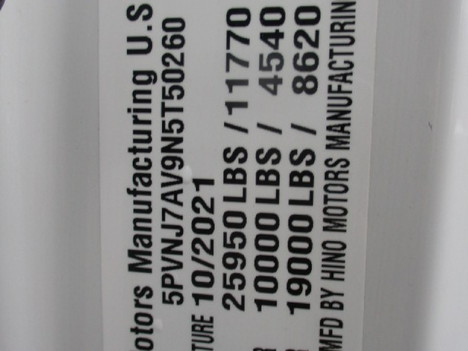 otors Manufacturing U.S
5PVNJ7AV9N5T50260
TURE 10/2021
25950 LBS / 11770
10000 LBS / 4540
19000 LBS / 8620
MFD BY HINO MOTORS MANUFACTURIN